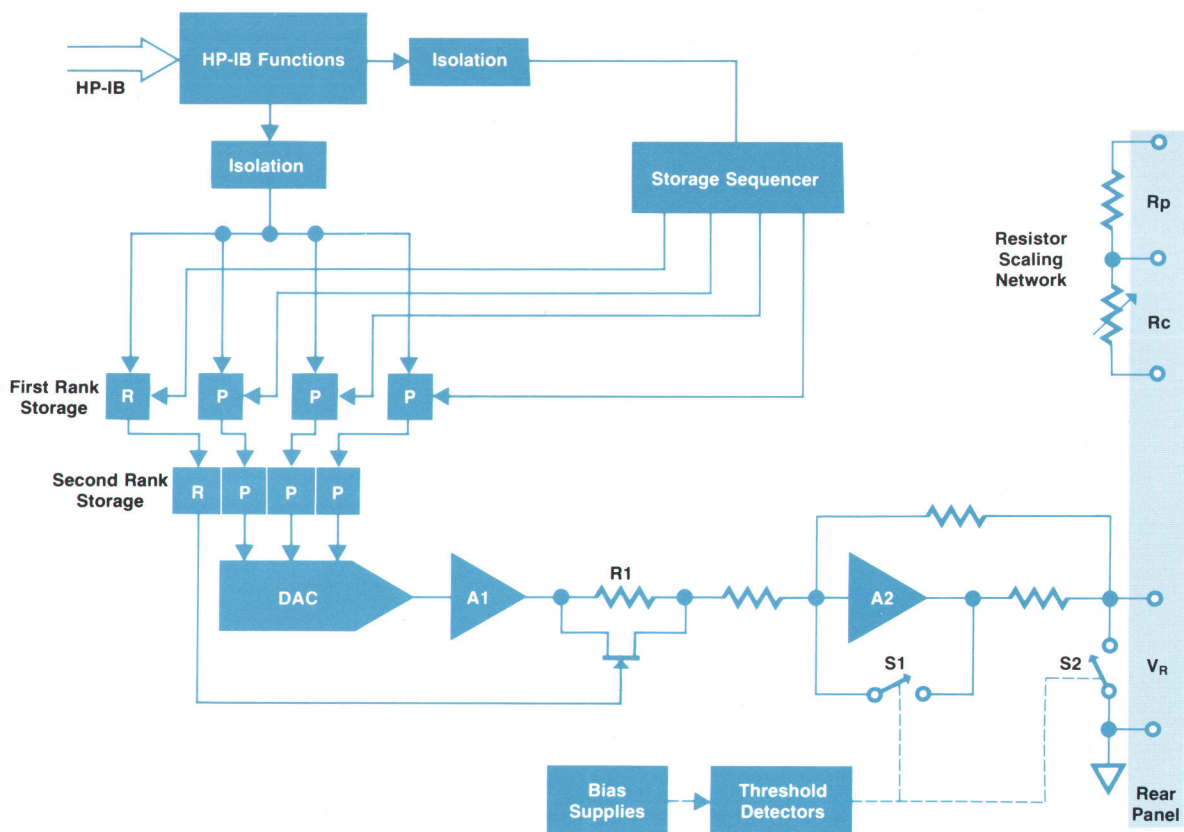 HP-IB
HP-IB Functions
Isolation
Isolation
Storage Sequencer
Resistor
Scaling
Network
Rp
Rc
First Rank
Storage
R
P
P
P
Second Rank
Storage
R
P
P
P
DAC
A1
R1
A2
S1
S2
VR
Bias
Supplies
Threshold
Detectors
Rear
Panel